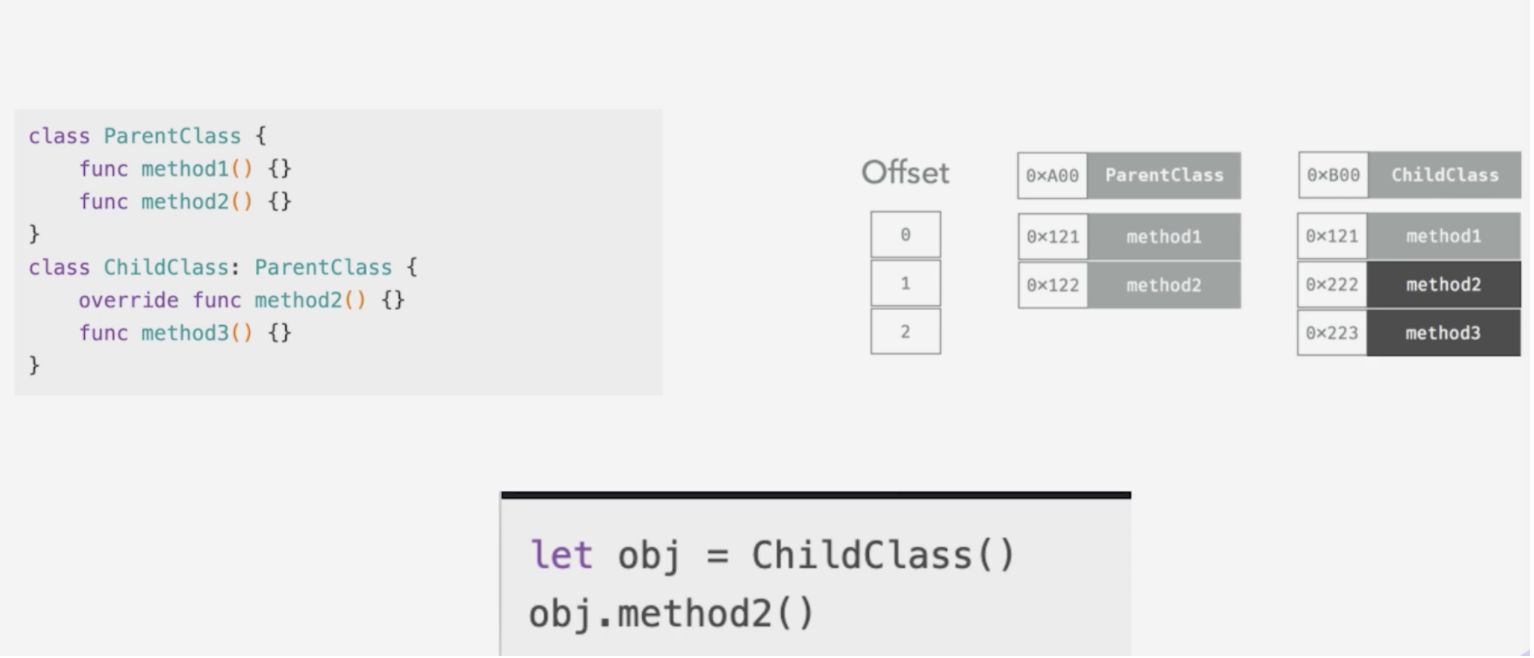 class ParentClass {
    func method1() {}
    func method2() {}
}
class ChildClass: ParentClass {
    override func method2() {}
    func method3() {}
}
Offset
0
1
2
0×A00 ParentClass
0×121 method1
0×122 method2
0×B00 ChildClass
0×121 method1
0×222 method2
0×223 method3
let obj = ChildClass()
obj.method2()